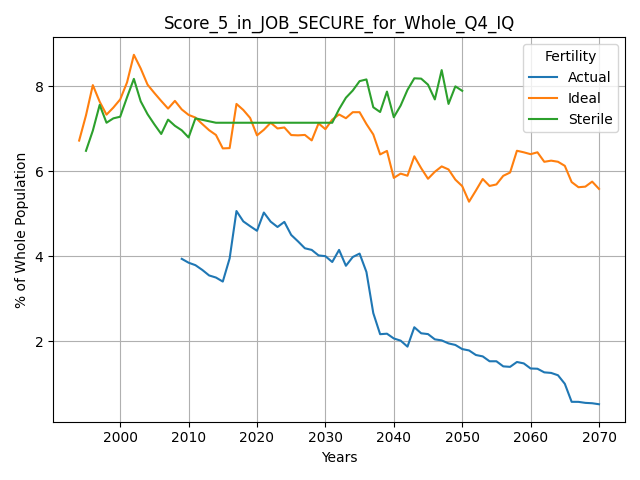 Score_5_in_JOB_SECURE_for_Whole_Q4_IQ
% of Whole Population
8
6
4
2
Fertility
Actual
Ideal
Sterile
2000 2010 2020 2030 2040 2050 2060 2070
Years